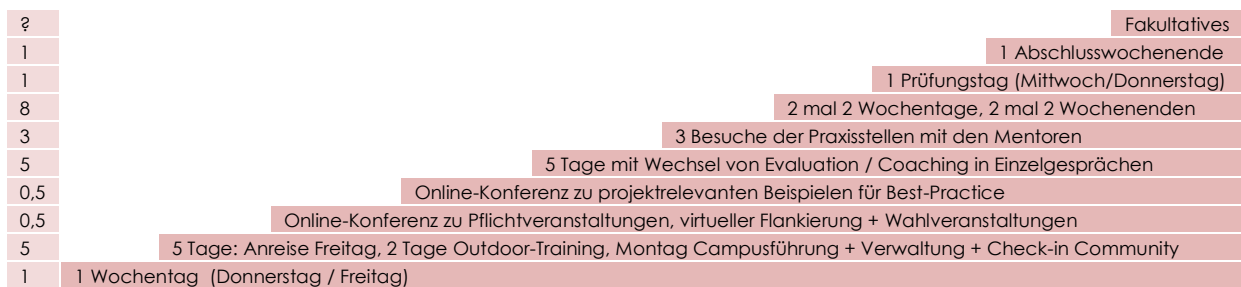 ? Fakultatives
1 1 Abschlusswochenende
1 1 Prüfungstag (Mittwoch/Donnerstag)
8 2 mal 2 Wochentage, 2 mal 2 Wochenenden
3 3 Besuche der Praxisstellen mit den Mentoren
5 5 Tage mit Wechsel von Evaluation / Coaching in Einzelgesprächen
0,5 Online-Konferenz zu projektrelevanten Beispielen für Best-Practice
0,5 Online-Konferenz zu Pflichtveranstaltungen, virtueller Flankierung + Wahlveranstaltungen
5 5 Tage: Anreise Freitag, 2 Tage Outdoor-Training, Montag Campusführung + Verwaltung + Check-in Community
1 1 Wochentag (Donnerstag / Freitag)